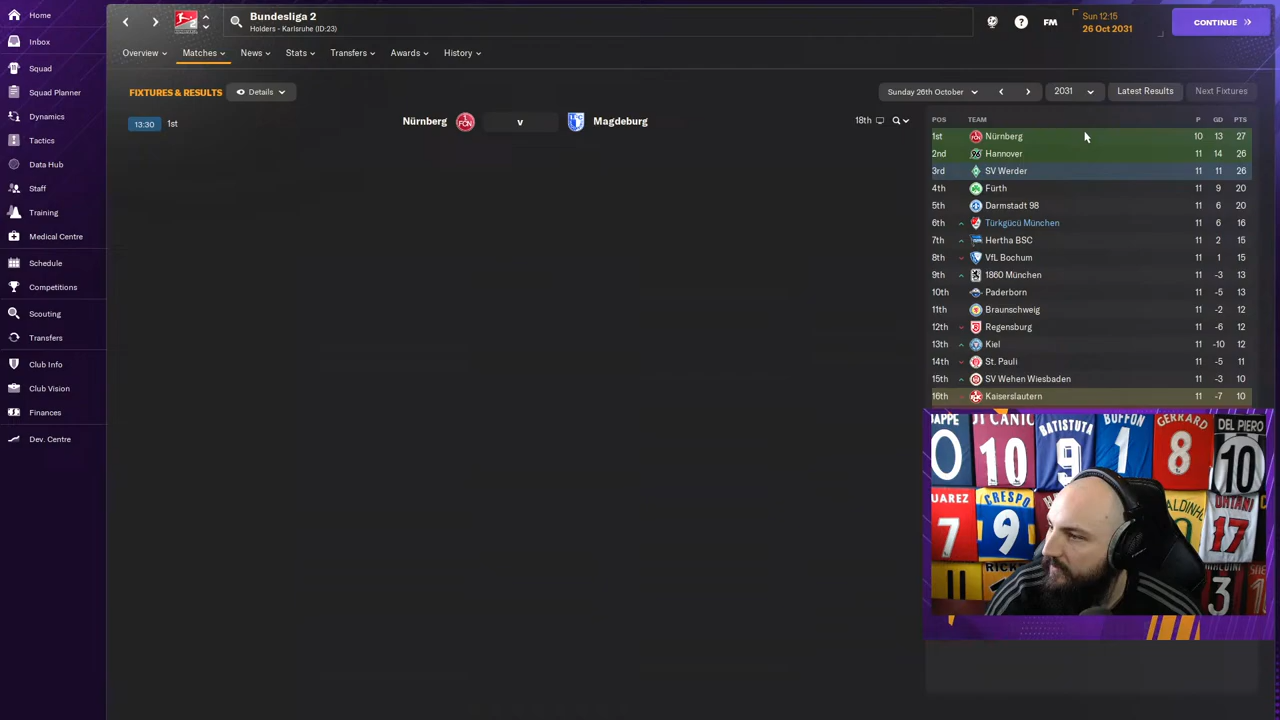 Home
Inbox
Squad
Squad Planner
Dynamics
Tactics
Data Hub
Staff
Training
Medical Centre
Schedule
Competitions
Scouting
Transfers
Club Info
Club Vision
Finances
Dev. Centre
Bundesliga 2
Holders - Karlsruhe (ID:23)
FM
Sun 12:15
26 Oct 2031
CONTINUE
Overview Matches News Stats Transfers Awards History
FIXTURES & RESULTS Details
Sunday 26th October 2031 Latest Results Next Fixtures
13:30 1st Nürnberg v Magdeburg 18th
POS TEAM P GD PTS
1st Nürnberg 10 13 27
2nd Hannover 11 14 26
3rd SV Werder 11 11 26
4th Fürth 11 9 20
5th Darmstadt 98 11 6 20
6th Türkgücü München 11 6 16
7th Hertha BSC 11 2 15
8th VfL Bochum 11 1 15
9th 1860 München 11 -3 13
10th Paderborn 11 -5 13
11th Braunschweig 11 -2 12
12th Regensburg 11 -6 12
13th Kiel 11 -10 12
14th St. Pauli 11 -5 11
15th SV Wehen Wiesbaden 11 -3 10
16th Kaiserslautern 11 -7 10
DI CANIO
10
BATISTUTA
9
BUFFON
1
GERRARD
8
DEL PIERO
10
UAREZ
7
CRESPO
9
OHTANI
17
3